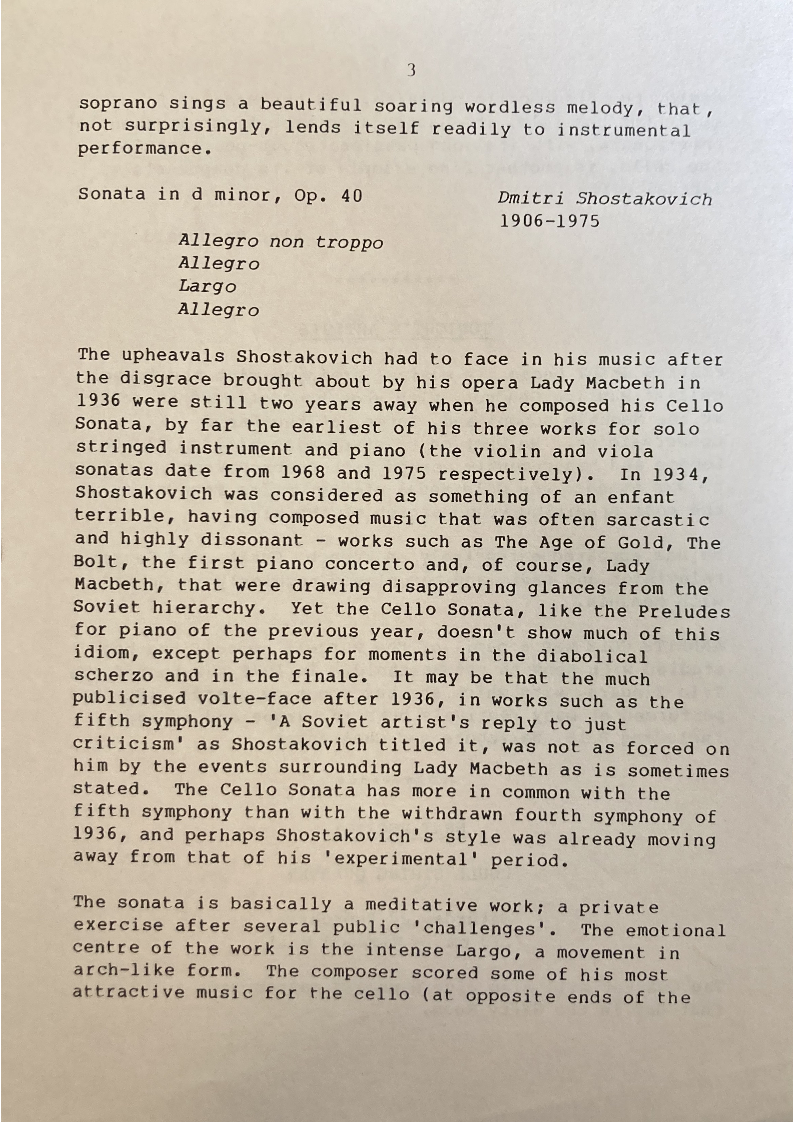 3
soprano sings a beautiful soaring wordless melody, that,
not surprisingly, lends itself readily to instrumental
performance.
Sonata in d minor, Op. 40 Dmitri Shostakovich
1906-1975
Allegro non troppo
Allegro
Largo
Allegro
The upheavals Shostakovich had to face in his music after
the disgrace brought about by his opera Lady Macbeth in
1936 were still two years away when he composed his Cello
Sonata, by far the earliest of his three works for solo
stringed instrument and piano (the violin and viola
sonatas date from 1968 and 1975 respectively). In 1934,
Shostakovich was considered as something of an enfant
terrible, having composed music that was often sarcastic
and highly dissonant - works such as The Age of Gold, The
Bolt, the first piano concerto and, of course, Lady
Macbeth, that were drawing disapproving glances from the
Soviet hierarchy. Yet the Cello Sonata, like the Preludes
for piano of the previous year, doesn't show much of this
idiom, except perhaps for moments in the diabolical
scherzo and in the finale. It may be that the much
publicised volte-face after 1936, in works such as the
fifth symphony - 'A Soviet artist's reply to just
criticism' as Shostakovich titled it, was not as forced on
him by the events surrounding Lady Macbeth as is sometimes
stated. The Cello Sonata has more in common with the
fifth symphony than with the withdrawn fourth symphony of
1936, and perhaps Shostakovich's style was already moving
away from that of his 'experimental' period.
The sonata is basically a meditative work; a private
exercise after several public 'challenges'. The emotional
centre of the work is the intense Largo, a movement in
arch-like form. The composer scored some of his most
attractive music for the cello (at opposite ends of the